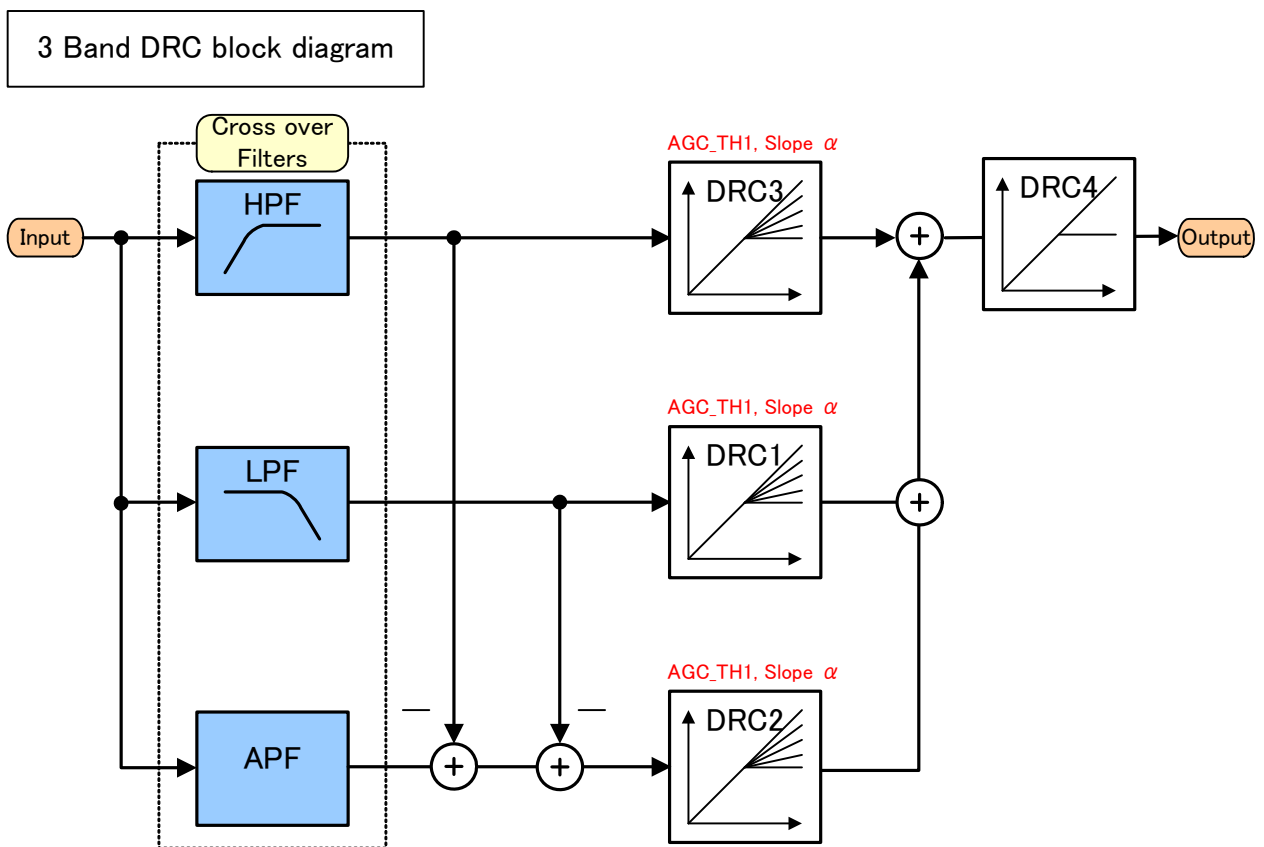 3 Band DRC block diagram
Cross over
Filters
AGC_TH1, Slope α
HPF
DRC3
DRC4
Input
+
Output
AGC_TH1, Slope α
LPF
DRC1
+
AGC_TH1, Slope α
—
—
DRC2
APF
+
+